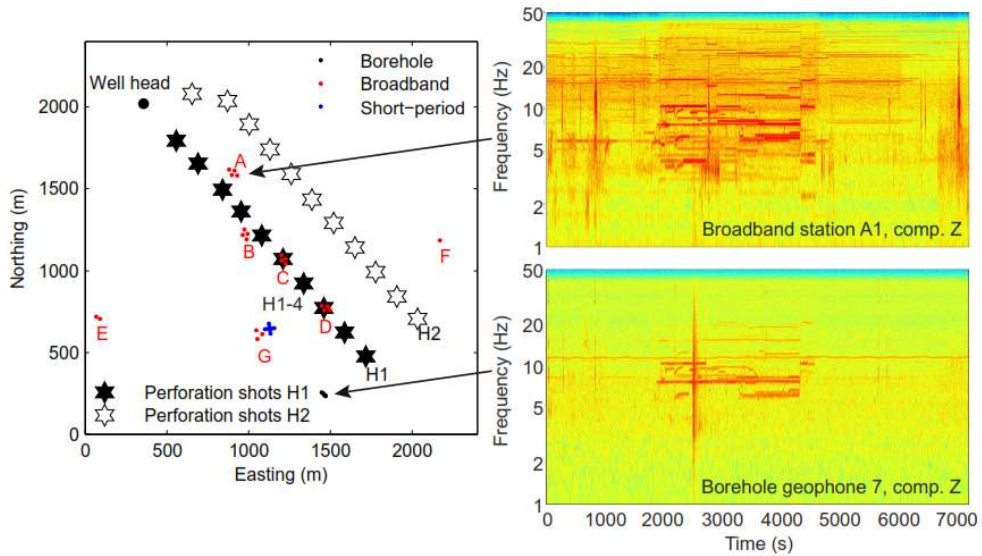 Borehole
Broadband
Short-period
Well head
A
B
C
D
E
F
G
H1-4
H2
H1
Perforation shots H1
Perforation shots H2
2000
1500
1000
500
0
Northing (m)
0 500 1000 1500 2000
Easting (m)
50
20
10
5
2
1
Frequency (Hz)
Broadband station A1, comp. Z
50
20
10
5
2
1
Frequency (Hz)
Borehole geophone 7, comp. Z
0 1000 2000 3000 4000 5000 6000 7000
Time (s)